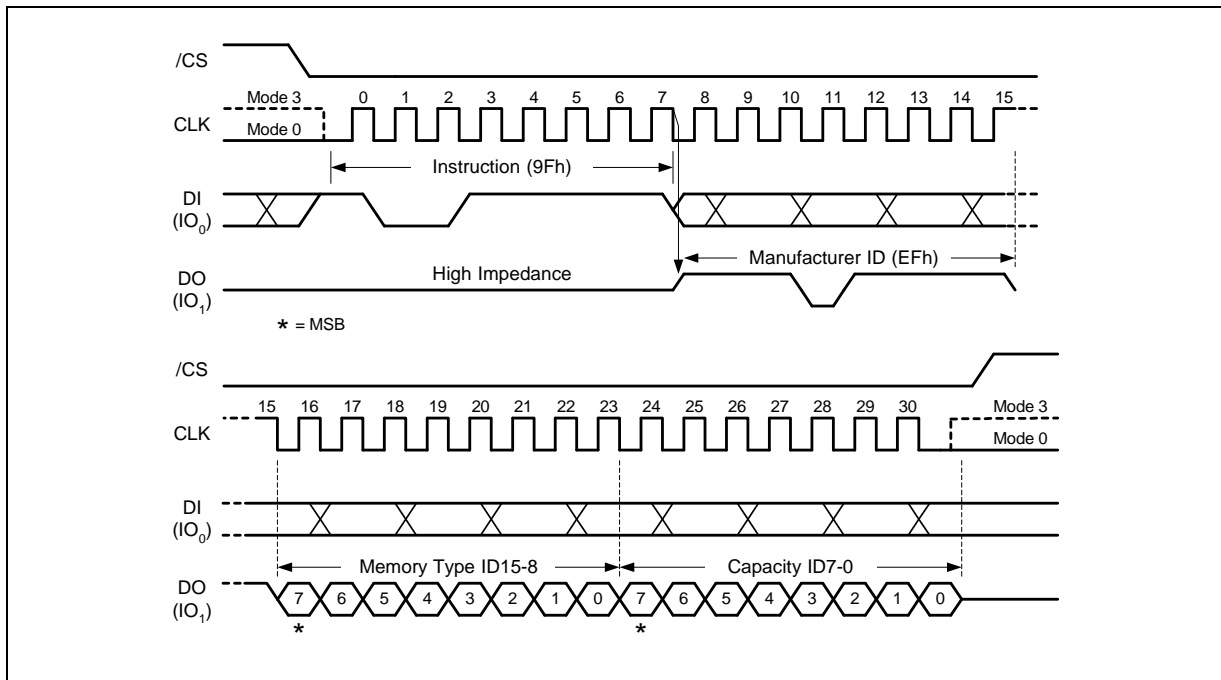 /CS
Mode 3 0 1 2 3 4 5 6 7 8 9 10 11 12 13 14 15
CLK
Mode 0
Instruction (9Fh)
DI
(IO0)
Manufacturer ID (EFh)
High Impedance
DO
(IO1)
* = MSB
/CS
15 16 17 18 19 20 21 22 23 24 25 26 27 28 29 30 Mode 3
CLK
Mode 0
DI
(IO0)
Memory Type ID15-8 Capacity ID7-0
DO
(IO1)
7 6 5 4 3 2 1 0 7 6 5 4 3 2 1 0
* *